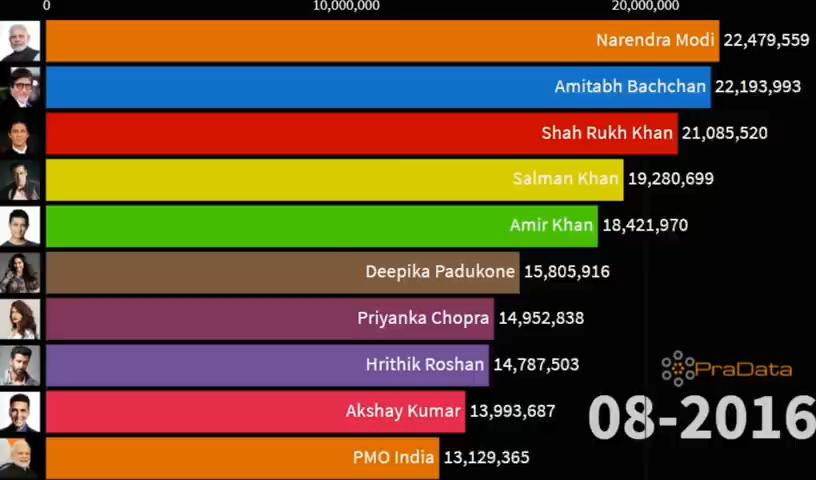 0 10,000,000 20,000,000
Narendra Modi 22,479,559
Amitabh Bachchan 22,193,993
Shah Rukh Khan 21,085,520
Salman Khan 19,280,699
Amir Khan 18,421,970
Deepika Padukone 15,805,916
Priyanka Chopra 14,952,838
Hrithik Roshan 14,787,503
PraData
Akshay Kumar 13,993,687
08-2016
PMO India 13,129,365